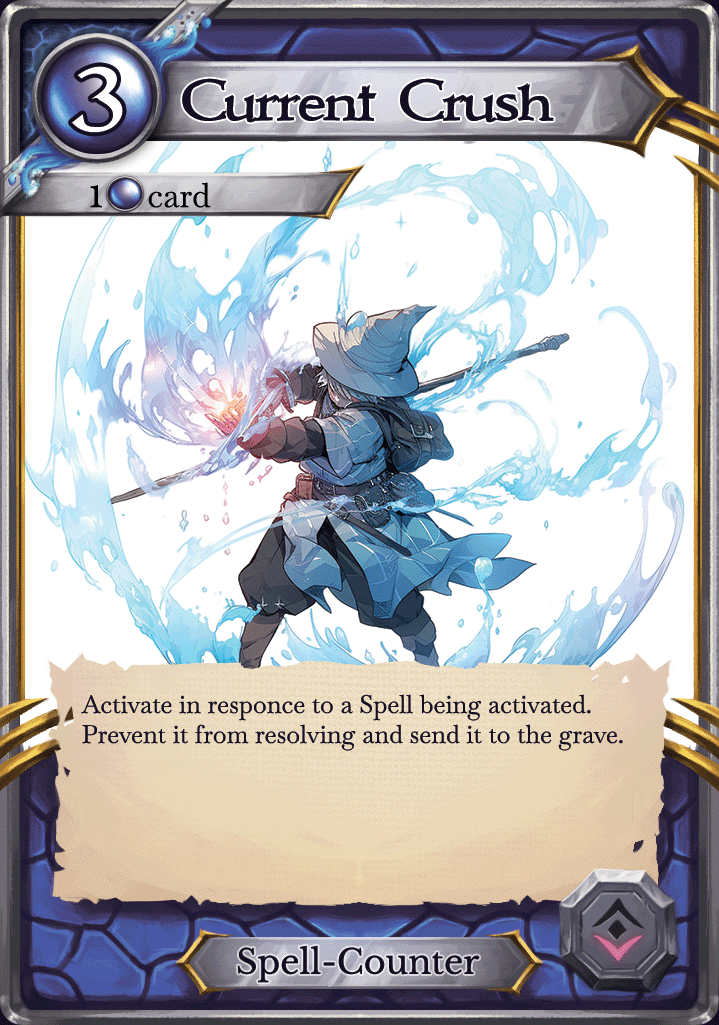 3
Current Crush
1 card
Activate in responce to a Spell being activated.
Prevent it from resolving and send it to the grave.
Spell-Counter